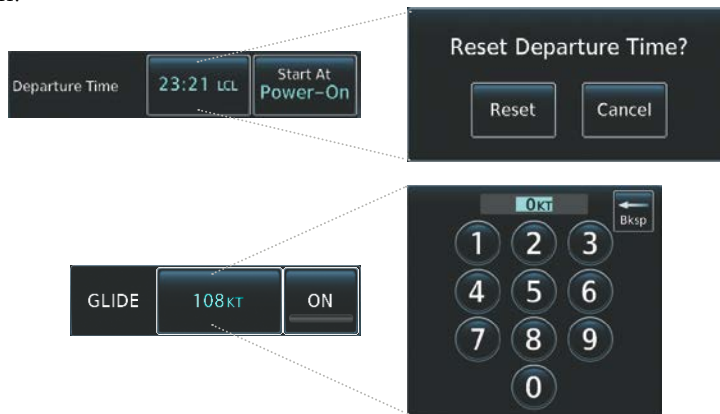 Departure Time
23:21 LCL
Start At
Power-On
Reset Departure Time?
Reset
Cancel
GLIDE
108KT
ON
0KT
Bksp
1 2 3
4 5 6
7 8 9
0